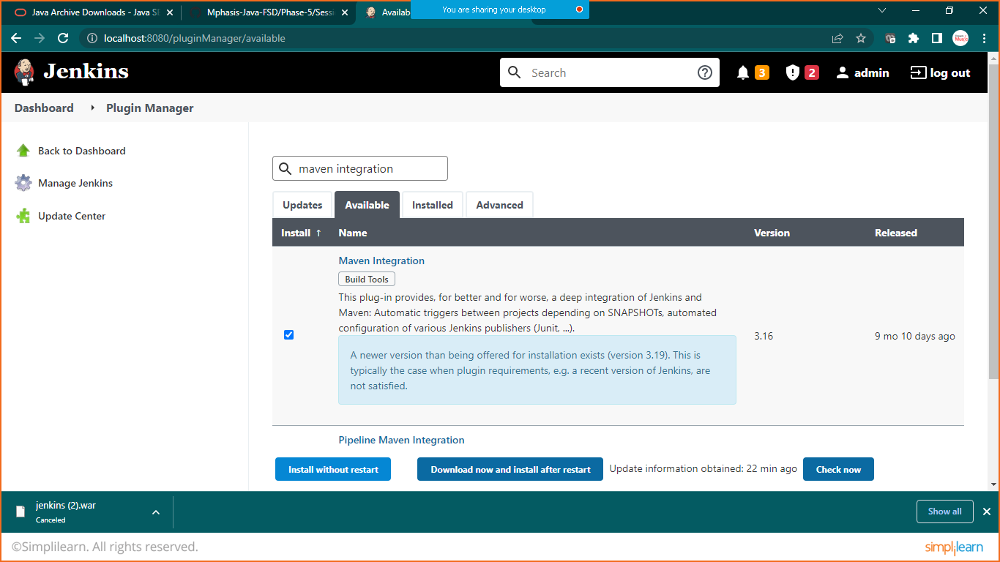 Java Archive Downloads - Java SE
Mphasis-Java-FSD/Phase-5/Sessi
Availab
You are sharing your desktop
localhost:8080/pluginManager/available
Jenkins
Search
3
2
admin
log out
Dashboard
Plugin Manager
Back to Dashboard
Manage Jenkins
Update Center
maven integration
Updates
Available
Installed
Advanced
Install ↑
Name
Version
Released
Maven Integration
Build Tools
This plug-in provides, for better and for worse, a deep integration of Jenkins and
Maven: Automatic triggers between projects depending on SNAPSHOTs, automated
configuration of various Jenkins publishers (Junit, ...).
3.16
9 mo 10 days ago
A newer version than being offered for installation exists (version 3.19). This is
typically the case when plugin requirements, e.g. a recent version of Jenkins, are
not satisfied.
Pipeline Maven Integration
Install without restart
Download now and install after restart
Update information obtained: 22 min ago
Check now
jenkins (2).war
Canceled
Show all
©Simplilearn. All rights reserved.
simplilearn